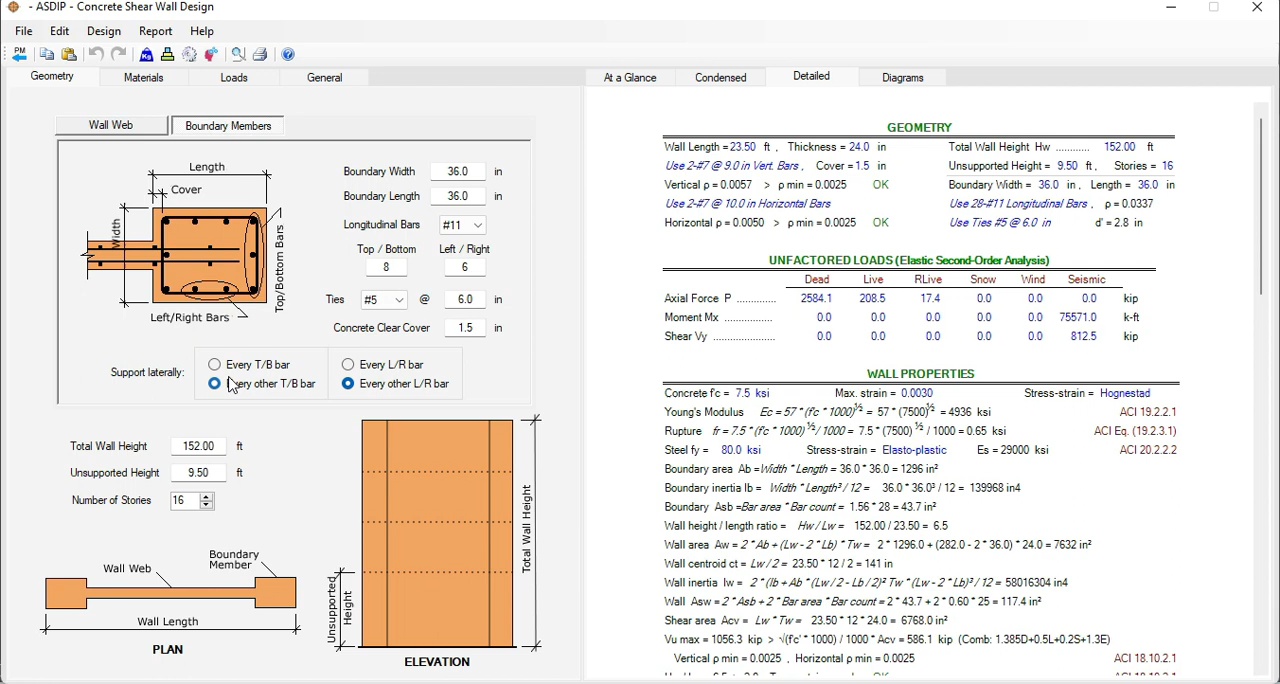 - ASDIP - Concrete Shear Wall Design
File Edit Design Report Help
PM
Geometry Materials Loads General
Wall Web Boundary Members
Length
Cover
Width
Top/Bottom Bars
Left/Right Bars
Boundary Width 36.0 in
Boundary Length 36.0 in
Longitudinal Bars #11
Top / Bottom Left / Right
8 6
Ties #5 @ 6.0 in
Concrete Clear Cover 1.5 in
Support laterally:
Every T/B bar Every L/R bar
Every other T/B bar Every other L/R bar
Total Wall Height 152.00 ft
Unsupported Height 9.50 ft
Number of Stories 16
Wall Web
Boundary Member
Wall Length
PLAN
Unsupported Height
Total Wall Height
ELEVATION
At a Glance Condensed Detailed Diagrams
GEOMETRY
Wall Length = 23.50 ft , Thickness = 24.0 in Total Wall Height Hw ............ 152.00 ft
Use 2-#7 @ 9.0 in Vert. Bars , Cover = 1.5 in Unsupported Height = 9.50 ft , Stories = 16
Vertical ρ = 0.0057 > ρ min = 0.0025 OK Boundary Width = 36.0 in , Length = 36.0 in
Use 2-#7 @ 10.0 in Horizontal Bars Use 28-#11 Longitudinal Bars , ρ = 0.0337
Horizontal ρ = 0.0050 > ρ min = 0.0025 OK Use Ties #5 @ 6.0 in d' = 2.8 in
UNFACTORED LOADS (Elastic Second-Order Analysis)
Dead Live RLive Snow Wind Seismic
Axial Force P ............. 2584.1 208.5 17.4 0.0 0.0 0.0 kip
Moment Mx ................. 0.0 0.0 0.0 0.0 0.0 75571.0 k-ft
Shear Vy ..................... 0.0 0.0 0.0 0.0 0.0 812.5 kip
WALL PROPERTIES
Concrete f'c = 7.5 ksi Max. strain = 0.0030 Stress-strain = Hognestad
Young's Modulus Ec = 57 * (f'c * 1000)^½ = 57 * (7500)^½ = 4936 ksi ACI 19.2.2.1
Rupture fr = 7.5 * (f'c * 1000)^½ / 1000 = 7.5 * (7500)^½ / 1000 = 0.65 ksi ACI Eq. (19.2.3.1)
Steel fy = 80.0 ksi Stress-strain = Elasto-plastic Es = 29000 ksi ACI 20.2.2.2
Boundary area Ab = Width * Length = 36.0 * 36.0 = 1296 in²
Boundary inertia Ib = Width * Length³ / 12 = 36.0 * 36.0³ / 12 = 139968 in4
Boundary Asb = Bar area * Bar count = 1.56 * 28 = 43.7 in²
Wall height / length ratio = Hw / Lw = 152.00 / 23.50 = 6.5
Wall area Aw = 2 * Ab + (Lw - 2 * Lb) * Tw = 2 * 1296.0 + (282.0 - 2 * 36.0) * 24.0 = 7632 in²
Wall centroid ct = Lw / 2 = 23.50 * 12 / 2 = 141 in
Wall inertia Iw = 2 * (Ib + Ab * (Lw / 2 - Lb / 2)² Tw * (Lw - 2 * Lb)³ / 12 = 58016304 in4
Wall Asw = 2 * Asb + 2 * Bar area * Bar count = 2 * 43.7 + 2 * 0.60 * 25 = 117.4 in²
Shear area Acv = Lw * Tw = 23.50 * 12 * 24.0 = 6768.0 in²
Vu max = 1056.3 kip > √(f'c * 1000) / 1000 * Acv = 586.1 kip (Comb: 1.385D+0.5L+0.2S+1.3E)
Vertical ρ min = 0.0025 , Horizontal ρ min = 0.0025 ACI 18.10.2.1